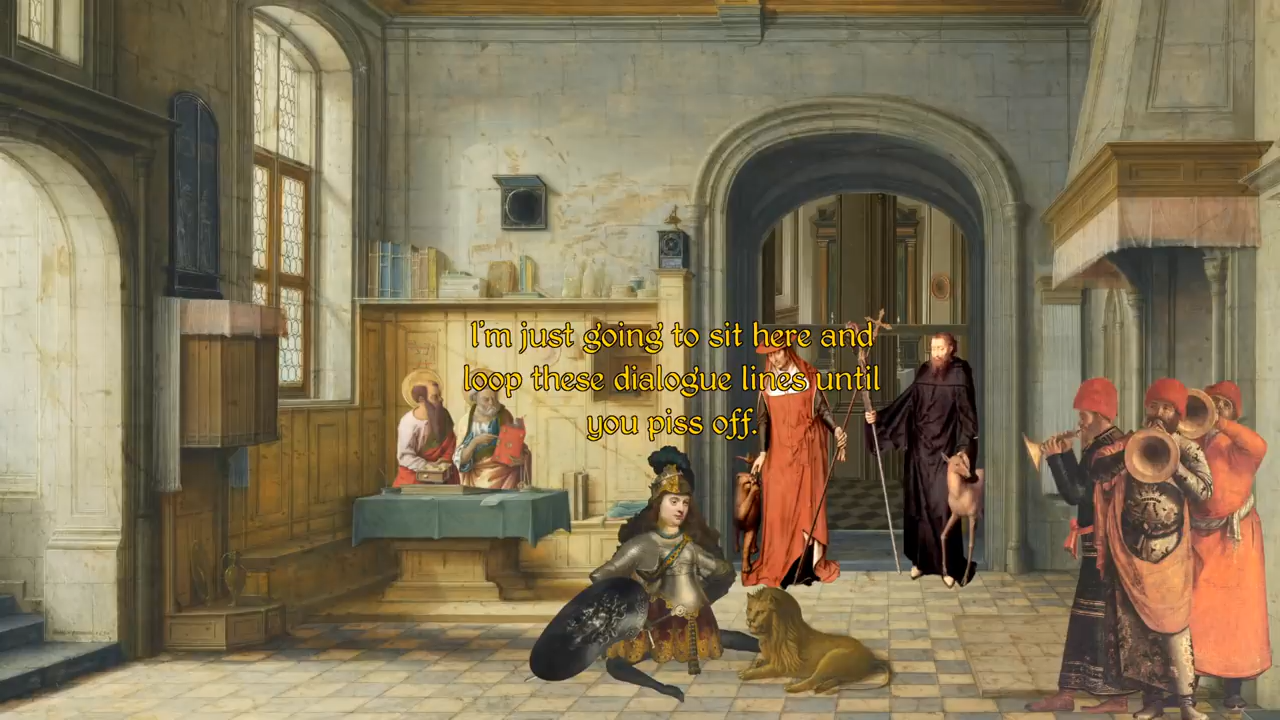 I'm just going to sit here and
loop these dialogue lines until
you piss off.